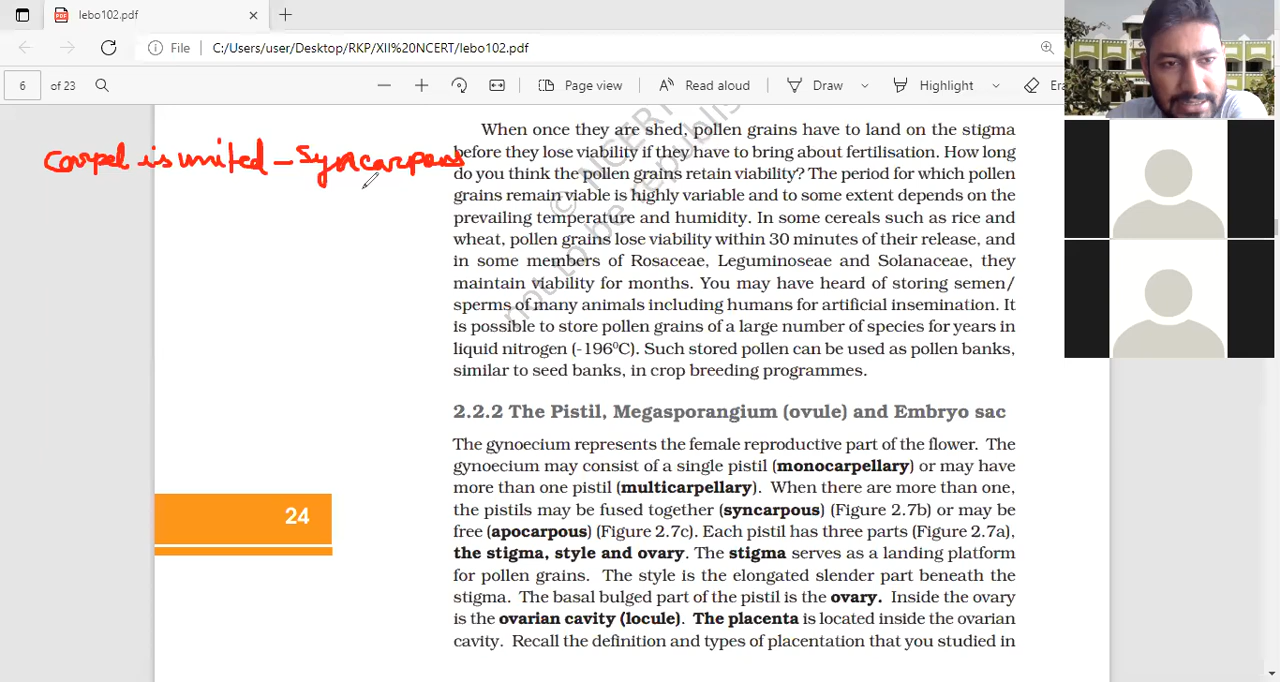 lebo102.pdf
File C:/Users/user/Desktop/RKP/XII%20NCERT/lebo102.pdf
6 of 23 Page view Read aloud Draw Highlight Era
Carpel is united - Syncarpous
When once they are shed, pollen grains have to land on the stigma
before they lose viability if they have to bring about fertilisation. How long
do you think the pollen grains retain viability? The period for which pollen
grains remain viable is highly variable and to some extent depends on the
prevailing temperature and humidity. In some cereals such as rice and
wheat, pollen grains lose viability within 30 minutes of their release, and
in some members of Rosaceae, Leguminoseae and Solanaceae, they
maintain viability for months. You may have heard of storing semen/
sperms of many animals including humans for artificial insemination. It
is possible to store pollen grains of a large number of species for years in
liquid nitrogen (-196⁰C). Such stored pollen can be used as pollen banks,
similar to seed banks, in crop breeding programmes.
2.2.2 The Pistil, Megasporangium (ovule) and Embryo sac
The gynoecium represents the female reproductive part of the flower. The
gynoecium may consist of a single pistil (monocarpellary) or may have
more than one pistil (multicarpellary). When there are more than one,
the pistils may be fused together (syncarpous) (Figure 2.7b) or may be
free (apocarpous) (Figure 2.7c). Each pistil has three parts (Figure 2.7a),
the stigma, style and ovary. The stigma serves as a landing platform
for pollen grains. The style is the elongated slender part beneath the
stigma. The basal bulged part of the pistil is the ovary. Inside the ovary
is the ovarian cavity (locule). The placenta is located inside the ovarian
cavity. Recall the definition and types of placentation that you studied in
24
© NCERT
not to be republis